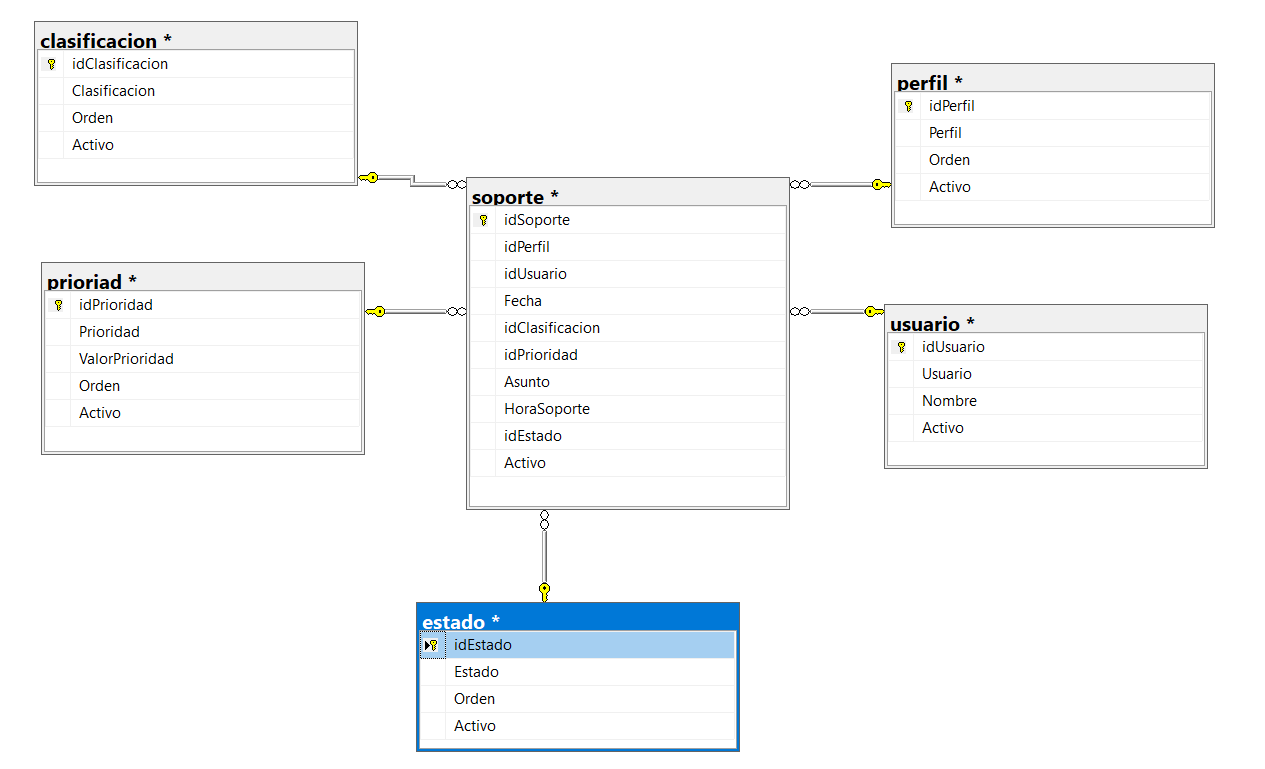 clasificacion *
idClasificacion
Clasificacion
Orden
Activo
prioriad *
idPrioridad
Prioridad
ValorPrioridad
Orden
Activo
soporte *
idSoporte
idPerfil
idUsuario
Fecha
idClasificacion
idPrioridad
Asunto
HoraSoporte
idEstado
Activo
perfil *
idPerfil
Perfil
Orden
Activo
usuario *
idUsuario
Usuario
Nombre
Activo
estado *
idEstado
Estado
Orden
Activo